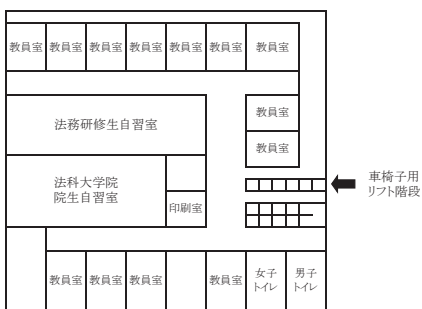 教員室 教員室 教員室 教員室 教員室 教員室 教員室
教員室
法務研修生自習室
教員室
車椅子用
リフト階段
法科大学院
院生自習室
印刷室
教員室 教員室 教員室 教員室 女子 男子
トイレ トイレ